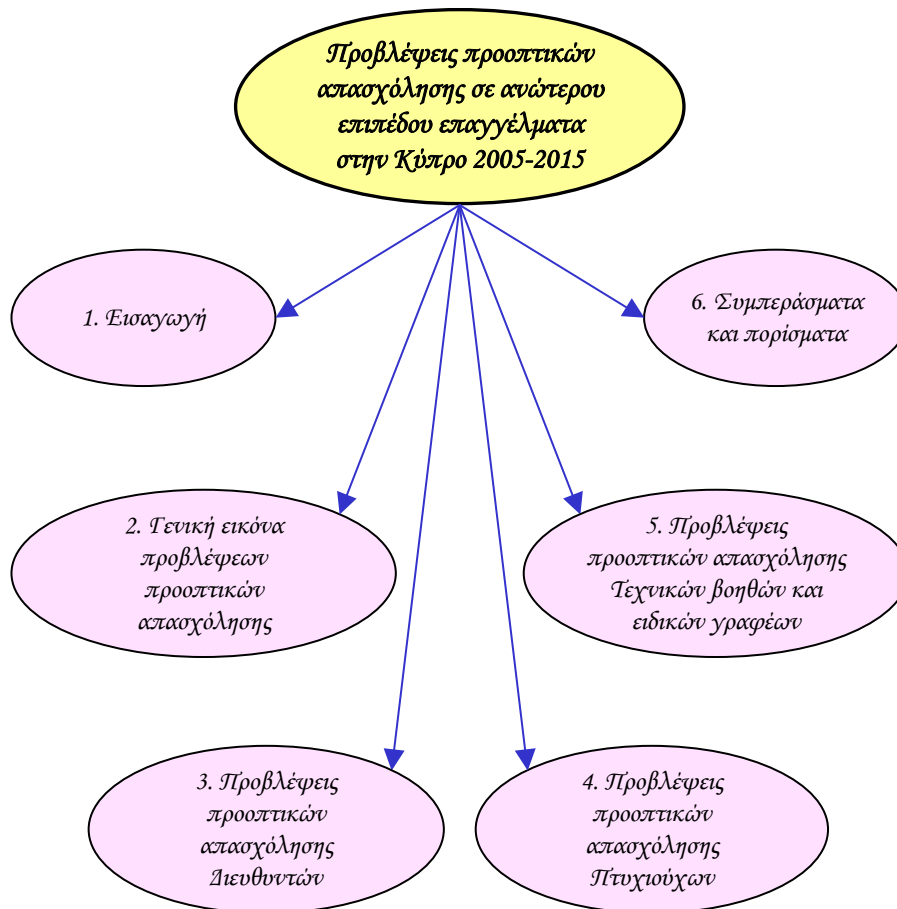 Προβλέψεις προοπτικών
απασχόλησης σε ανώτερου
επιπέδου επαγγέλματα
στην Κύπρο 2005-2015
1. Εισαγωγή
6. Συμπεράσματα
και πορίσματα
2. Γενική εικόνα
προβλέψεων
προοπτικών
απασχόλησης
5. Προβλέψεις
προοπτικών απασχόλησης
Τεχνικών βοηθών και
ειδικών γραφέων
3. Προβλέψεις
προοπτικών
απασχόλησης
Διευθυντών
4. Προβλέψεις
προοπτικών
απασχόλησης
Πτυχιούχων